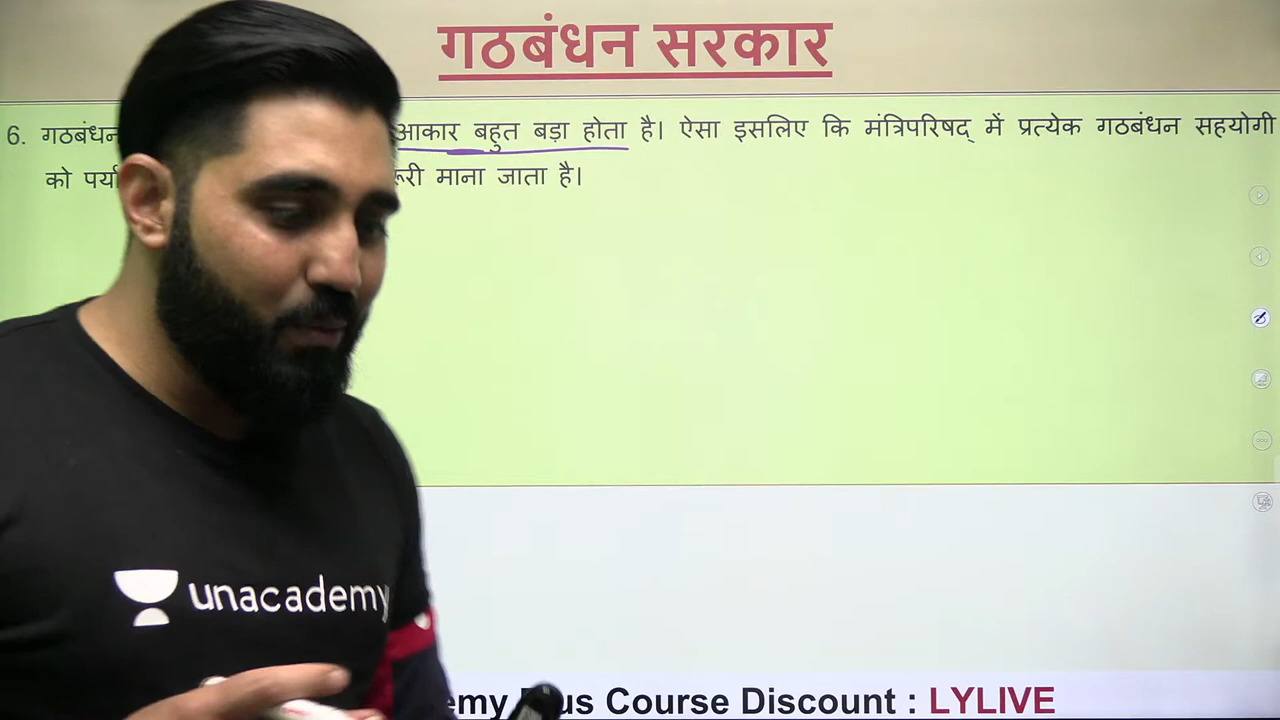 गठबंधन सरकार
6. गठबंधन आकार बहुत बड़ा होता है। ऐसा इसलिए कि मंत्रिपरिषद् में प्रत्येक गठबंधन सहयोगी
को माना जाता है।
unacademy
Course Discount : LYLIVE